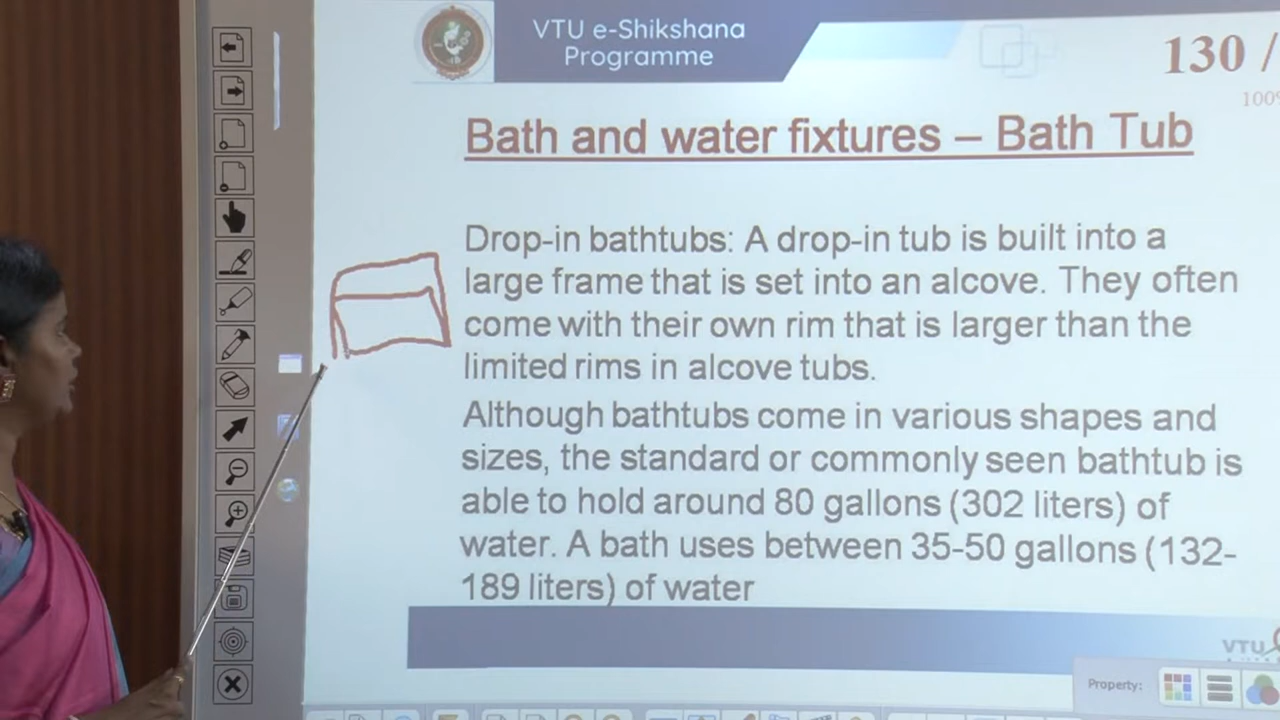 VTU e-Shikshana
Programme
130 /
100%
Bath and water fixtures – Bath Tub
Drop-in bathtubs: A drop-in tub is built into a
large frame that is set into an alcove. They often
come with their own rim that is larger than the
limited rims in alcove tubs.
Although bathtubs come in various shapes and
sizes, the standard or commonly seen bathtub is
able to hold around 80 gallons (302 liters) of
water. A bath uses between 35-50 gallons (132-
189 liters) of water
VTU
Property: